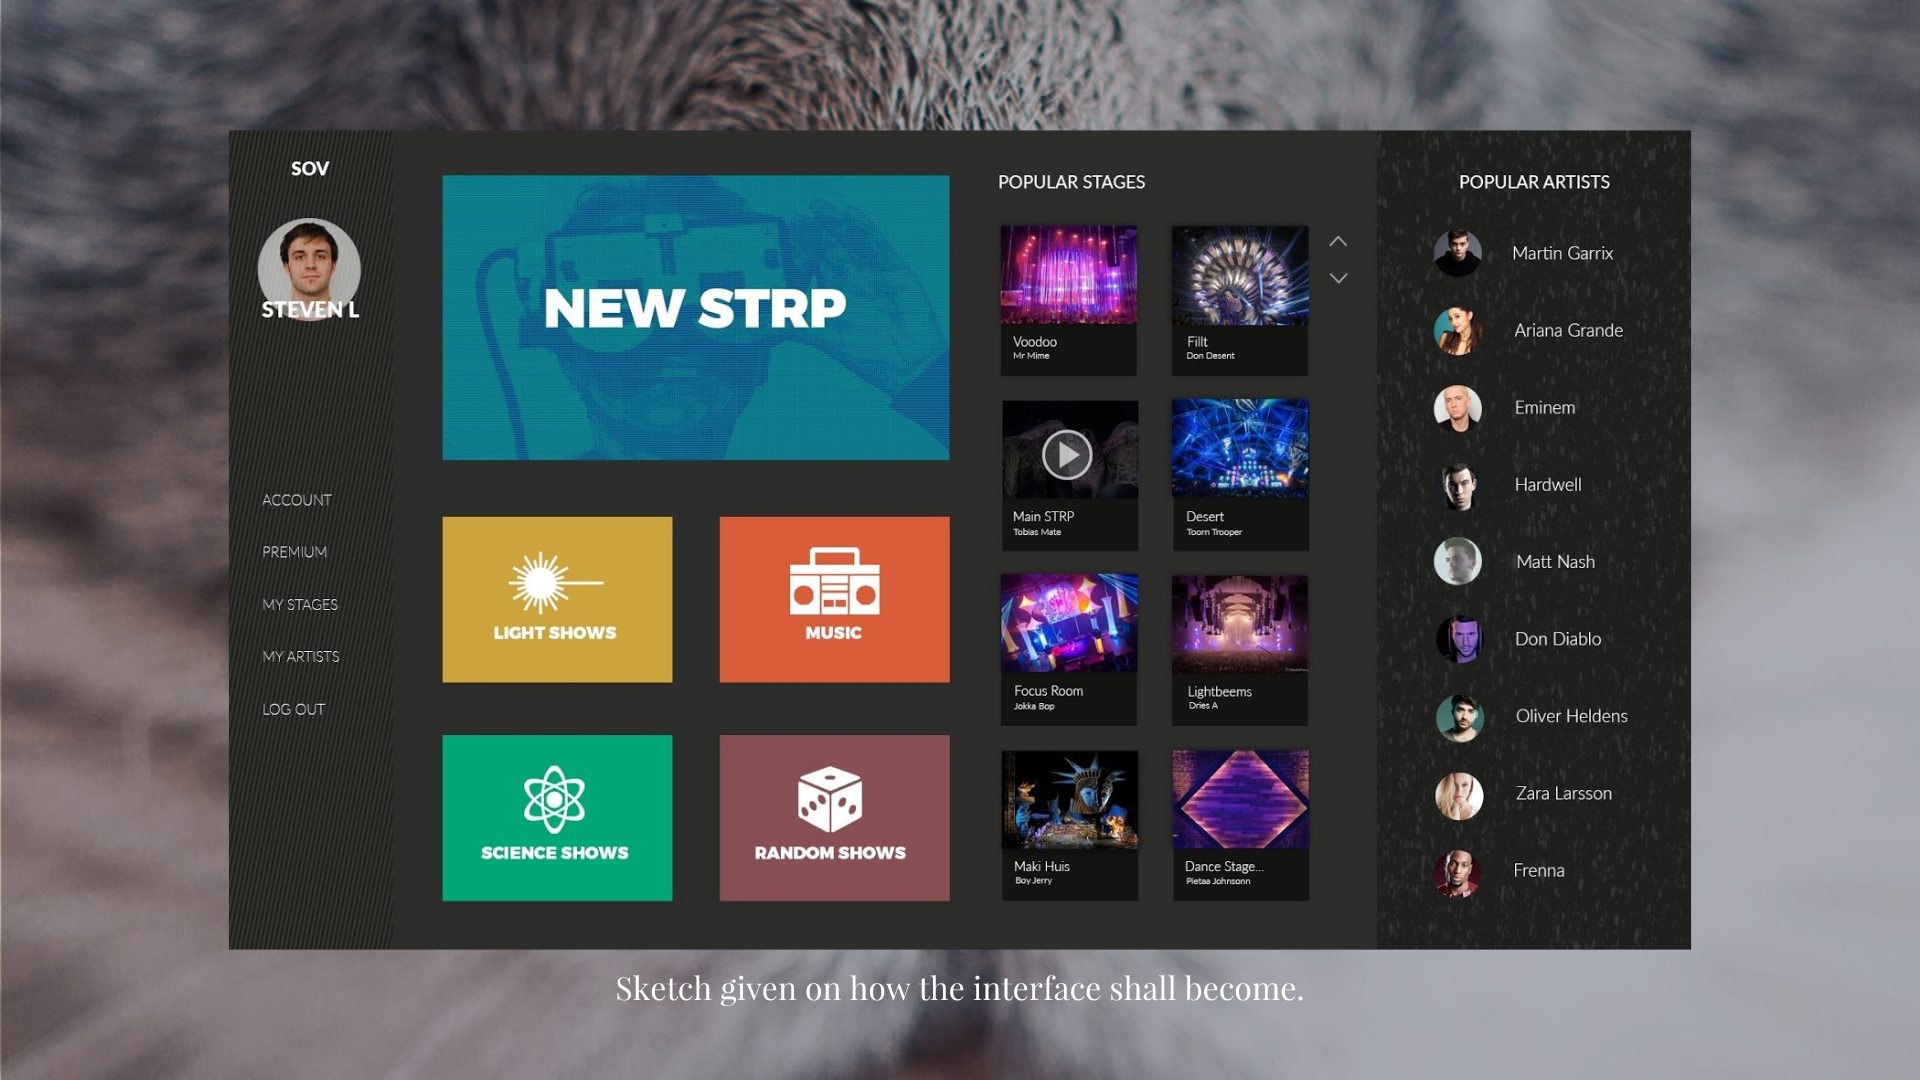 SOV
STEVEN L
ACCOUNT
PREMIUM
MY STAGES
MY ARTISTS
LOG OUT
NEW STRP
LIGHT SHOWS
MUSIC
SCIENCE SHOWS
RANDOM SHOWS
POPULAR STAGES
Voodoo
Mr Mime
Fillt
Don Desent
Main STRP
Tobias Mate
Desert
Toorn Trooper
Focus Room
Jokka Bop
Lightbeems
Dries A
Maki Huis
Boy Jerry
Dance Stage...
Pietaa Johnsonn
POPULAR ARTISTS
Martin Garrix
Ariana Grande
Eminem
Hardwell
Matt Nash
Don Diablo
Oliver Heldens
Zara Larsson
Frenna
Sketch given on how the interface shall become.